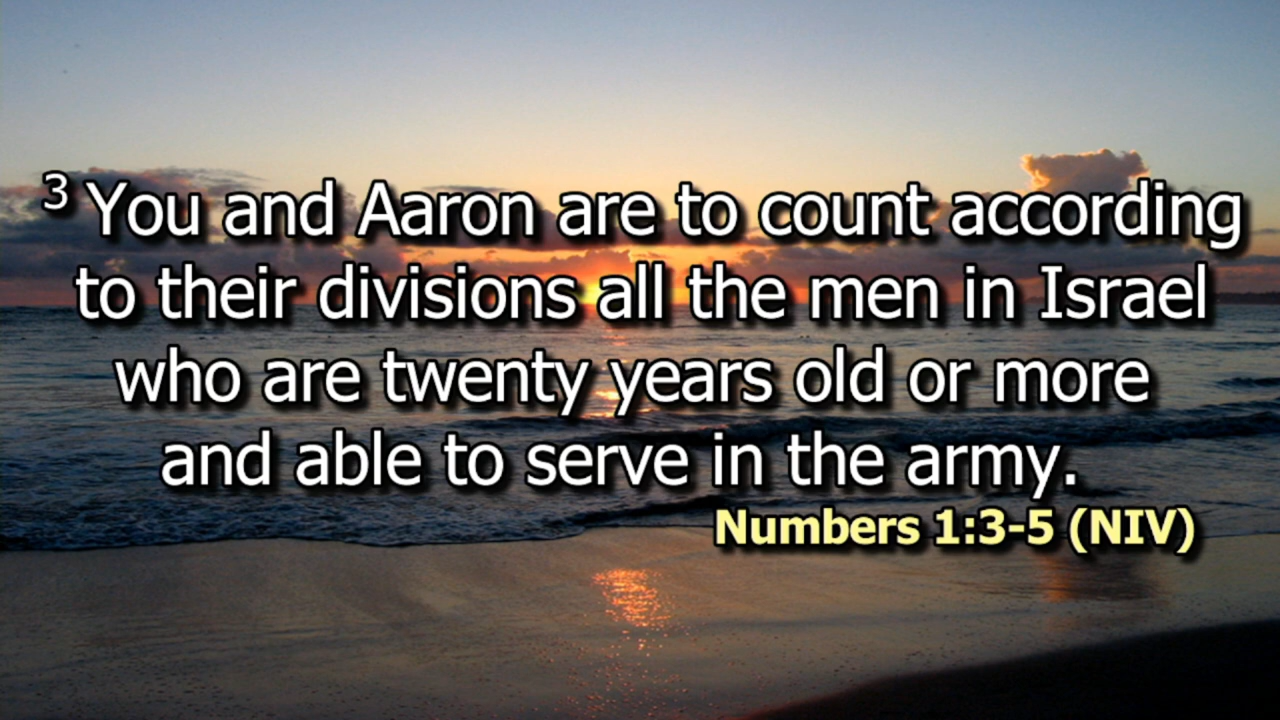 ³ You and Aaron are to count according
to their divisions all the men in Israel
who are twenty years old or more
and able to serve in the army.
Numbers 1:3-5 (NIV)